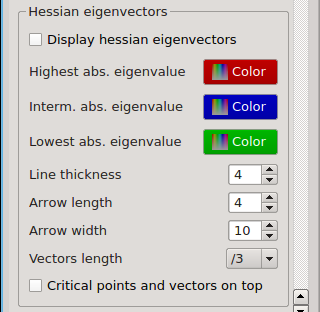 Hessian eigenvectors
Display hessian eigenvectors
Highest abs. eigenvalue Color
Interm. abs. eigenvalue Color
Lowest abs. eigenvalue Color
Line thickness 4
Arrow length 4
Arrow width 10
Vectors length /3
Critical points and vectors on top